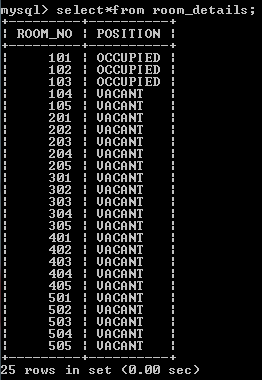 mysql> select*from room_details;
+---------+----------+
| ROOM_NO | POSITION |
+---------+----------+
|     101 | OCCUPIED |
|     102 | OCCUPIED |
|     103 | OCCUPIED |
|     104 | VACANT   |
|     105 | VACANT   |
|     201 | VACANT   |
|     202 | VACANT   |
|     203 | VACANT   |
|     204 | VACANT   |
|     205 | VACANT   |
|     301 | VACANT   |
|     302 | VACANT   |
|     303 | VACANT   |
|     304 | VACANT   |
|     305 | VACANT   |
|     401 | VACANT   |
|     402 | VACANT   |
|     403 | VACANT   |
|     404 | VACANT   |
|     405 | VACANT   |
|     501 | VACANT   |
|     502 | VACANT   |
|     503 | VACANT   |
|     504 | VACANT   |
|     505 | VACANT   |
+---------+----------+
25 rows in set (0.00 sec)